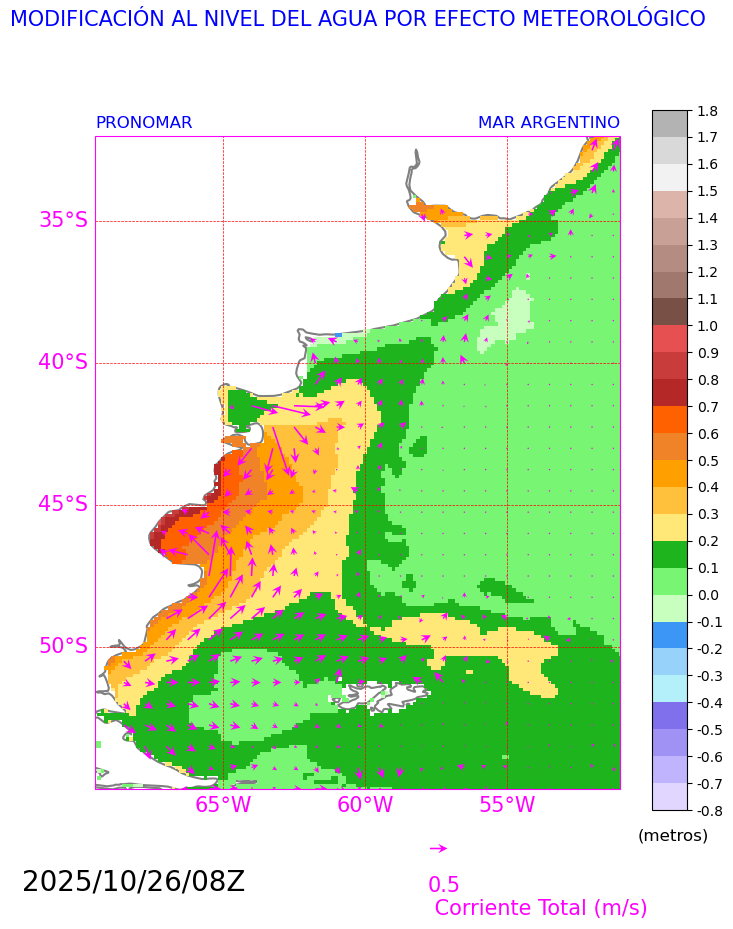 MODIFICACIÓN AL NIVEL DEL AGUA POR EFECTO METEOROLÓGICO
PRONOMAR MAR ARGENTINO
35°S
40°S
45°S
50°S
65°W 60°W 55°W
1.8
1.7
1.6
1.5
1.4
1.3
1.2
1.1
1.0
0.9
0.8
0.7
0.6
0.5
0.4
0.3
0.2
0.1
0.0
-0.1
-0.2
-0.3
-0.4
-0.5
-0.6
-0.7
-0.8
(metros)
2025/10/26/08Z
0.5
Corriente Total (m/s)